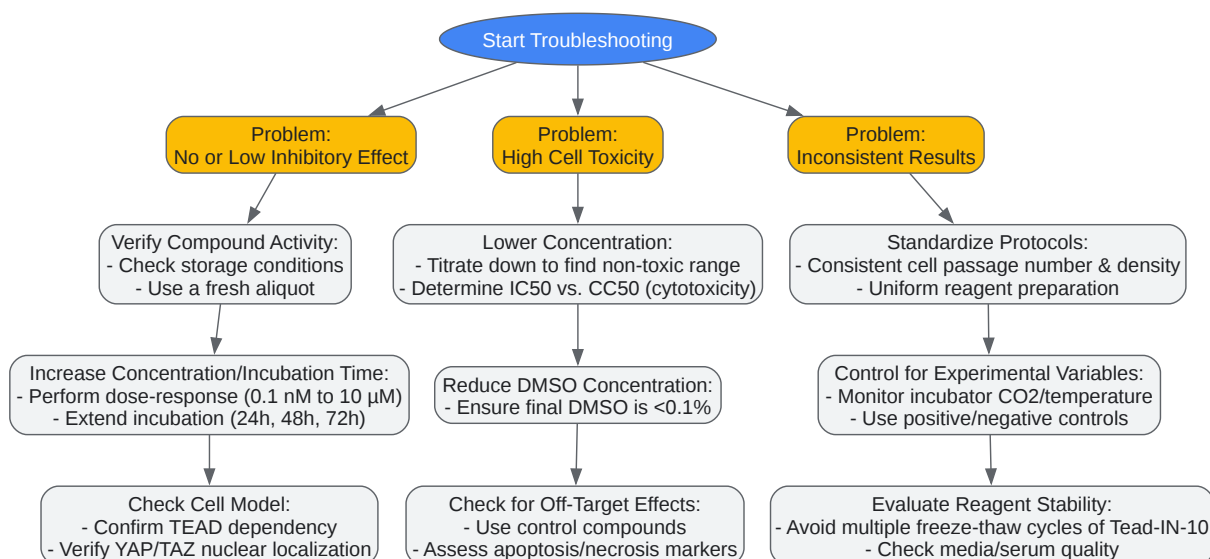 Start Troubleshooting
Problem:
No or Low Inhibitory Effect
Problem:
High Cell Toxicity
Problem:
Inconsistent Results
Verify Compound Activity:
- Check storage conditions
- Use a fresh aliquot
Lower Concentration:
- Titrate down to find non-toxic range
- Determine IC50 vs. CC50 (cytotoxicity)
Standardize Protocols:
- Consistent cell passage number & density
- Uniform reagent preparation
Increase Concentration/Incubation Time:
- Perform dose-response (0.1 nM to 10 µM)
- Extend incubation (24h, 48h, 72h)
Reduce DMSO Concentration:
- Ensure final DMSO is <0.1%
Control for Experimental Variables:
- Monitor incubator CO2/temperature
- Use positive/negative controls
Check Cell Model:
- Confirm TEAD dependency
- Verify YAP/TAZ nuclear localization
Check for Off-Target Effects:
- Use control compounds
- Assess apoptosis/necrosis markers
Evaluate Reagent Stability:
- Avoid multiple freeze-thaw cycles of Tead-IN-10
- Check media/serum quality